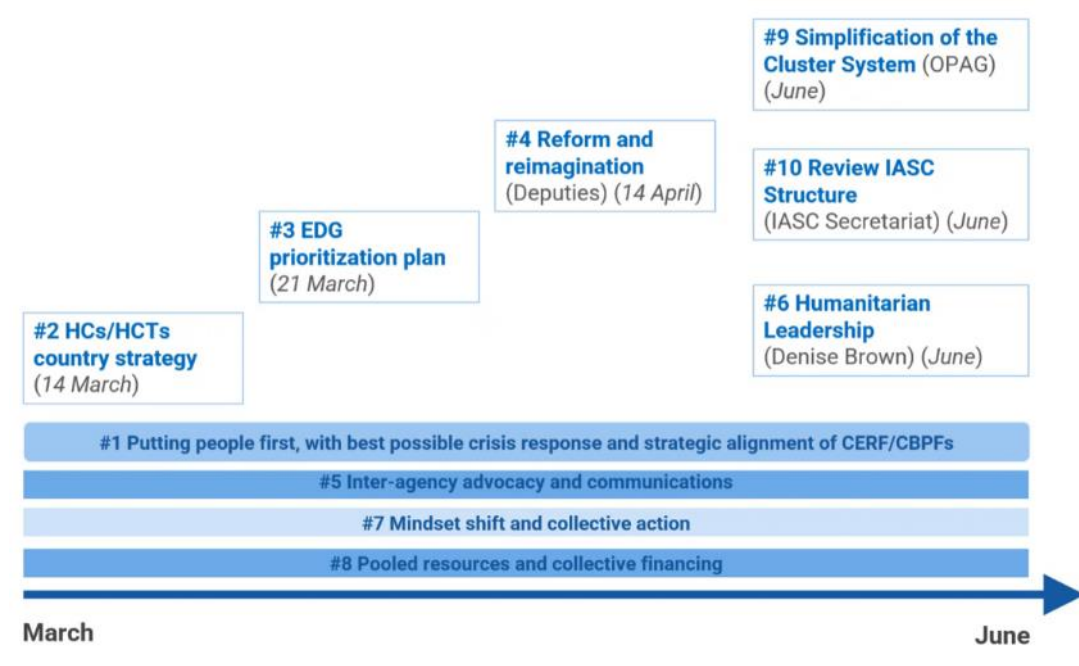 #9 Simplification of the
Cluster System (OPAG)
(June)
#4 Reform and
reimagination
(Deputies) (14 April)
#10 Review IASC
Structure
(IASC Secretariat) (June)
#3 EDG
prioritization plan
(21 March)
#6 Humanitarian
Leadership
(Denise Brown) (June)
#2 HCs/HCTs
country strategy
(14 March)
#1 Putting people first, with best possible crisis response and strategic alignment of CERF/CBPFs
#5 Inter-agency advocacy and communications
#7 Mindset shift and collective action
#8 Pooled resources and collective financing
March
June